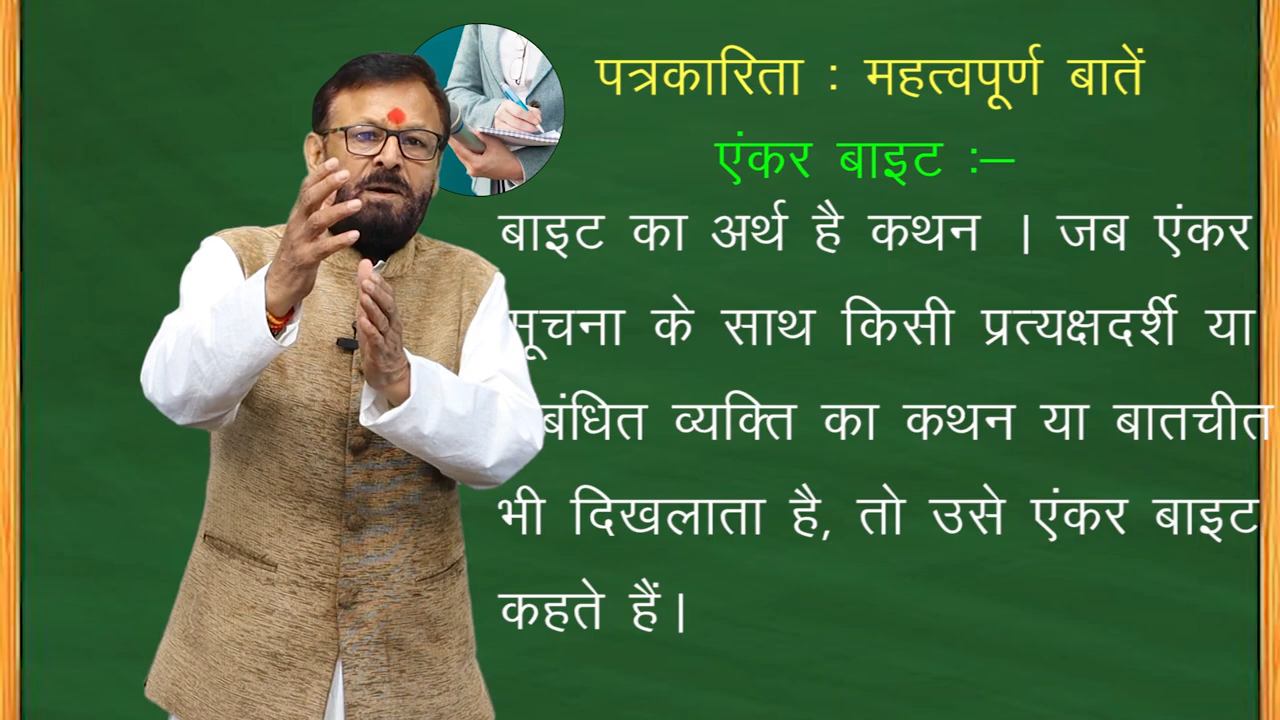 पत्रकारिता : महत्वपूर्ण बातें
एंकर बाइट :–
बाइट का अर्थ है कथन । जब एंकर
सूचना के साथ किसी प्रत्यक्षदर्शी या
व्यक्ति का कथन या बातचीत
भी दिखलाता है, तो उसे एंकर बाइट
कहते हैं।